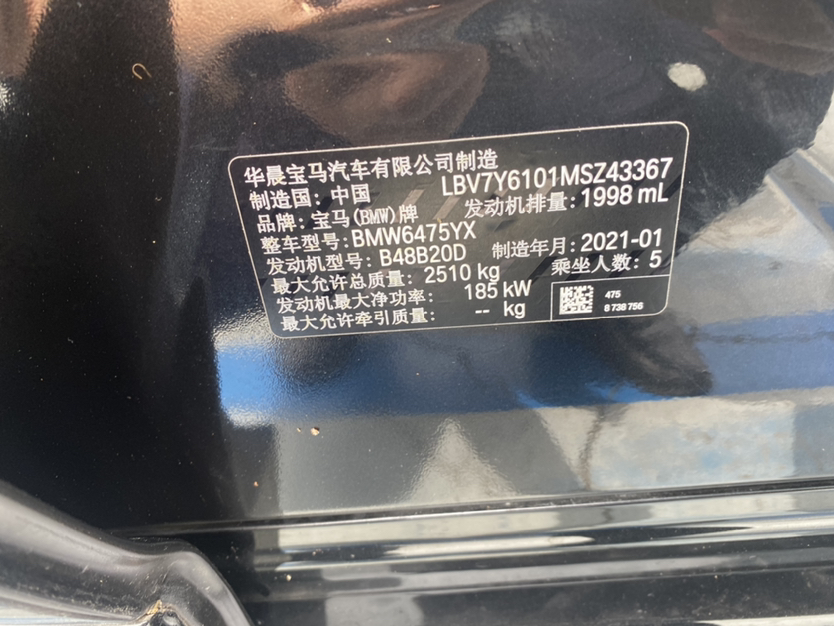 华晨宝马汽车有限公司制造
制造国：中国 LBV7Y6101MSZ43367
品牌：宝马(BMW)牌 发动机排量：1998 mL
整车型号：BMW6475YX
发动机型号：B48B20D 制造年月：2021-01
最大允许总质量：2510 kg 乘坐人数：5
发动机最大净功率：185 kW
最大允许牵引质量：-- kg
475
8 738 756